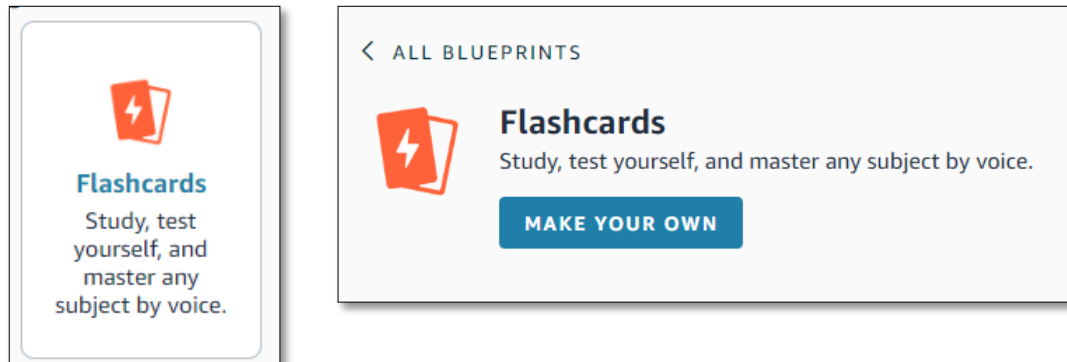 Flashcards
Study, test
yourself, and
master any
subject by voice.
ALL BLUEPRINTS
Flashcards
Study, test yourself, and master any subject by voice.
MAKE YOUR OWN